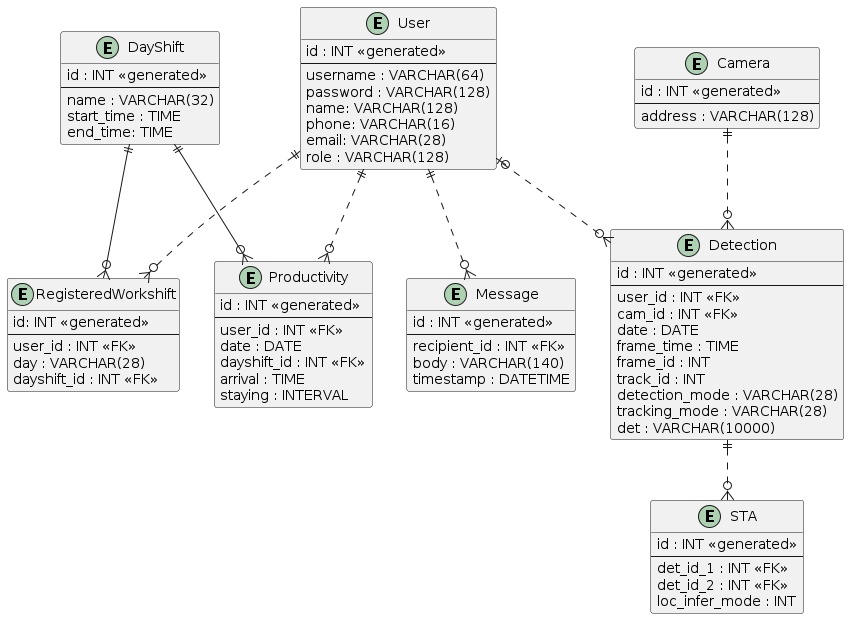 E User
id : INT «generated»
username : VARCHAR(64)
password : VARCHAR(128)
name: VARCHAR(128)
phone: VARCHAR(16)
email: VARCHAR(28)
role : VARCHAR(128)
E DayShift
id : INT «generated»
name : VARCHAR(32)
start_time : TIME
end_time: TIME
E Camera
id : INT «generated»
address : VARCHAR(128)
E RegisteredWorkshift
id: INT «generated»
user_id : INT «FK»
day : VARCHAR(28)
dayshift_id : INT «FK»
E Productivity
id : INT «generated»
user_id : INT «FK»
date : DATE
dayshift_id : INT «FK»
arrival : TIME
staying : INTERVAL
E Message
id : INT «generated»
recipient_id : INT «FK»
body : VARCHAR(140)
timestamp : DATETIME
E Detection
id : INT «generated»
user_id : INT «FK»
cam_id : INT «FK»
date : DATE
frame_time : TIME
frame_id : INT
track_id : INT
detection_mode : VARCHAR(28)
tracking_mode : VARCHAR(28)
det : VARCHAR(10000)
E STA
id : INT «generated»
det_id_1 : INT «FK»
det_id_2 : INT «FK»
loc_infer_mode : INT